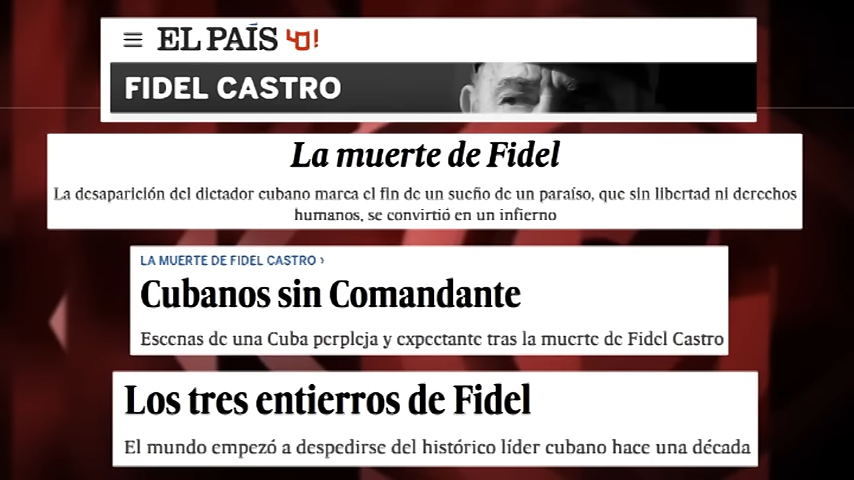 EL PAÍS 40!
FIDEL CASTRO
La muerte de Fidel
La desaparición del dictador cubano marca el fin de un sueño de un paraíso, que sin libertad ni derechos
humanos, se convirtió en un infierno
LA MUERTE DE FIDEL CASTRO ›
Cubanos sin Comandante
Escenas de una Cuba perpleja y expectante tras la muerte de Fidel Castro
Los tres entierros de Fidel
El mundo empezó a despedirse del histórico líder cubano hace una década